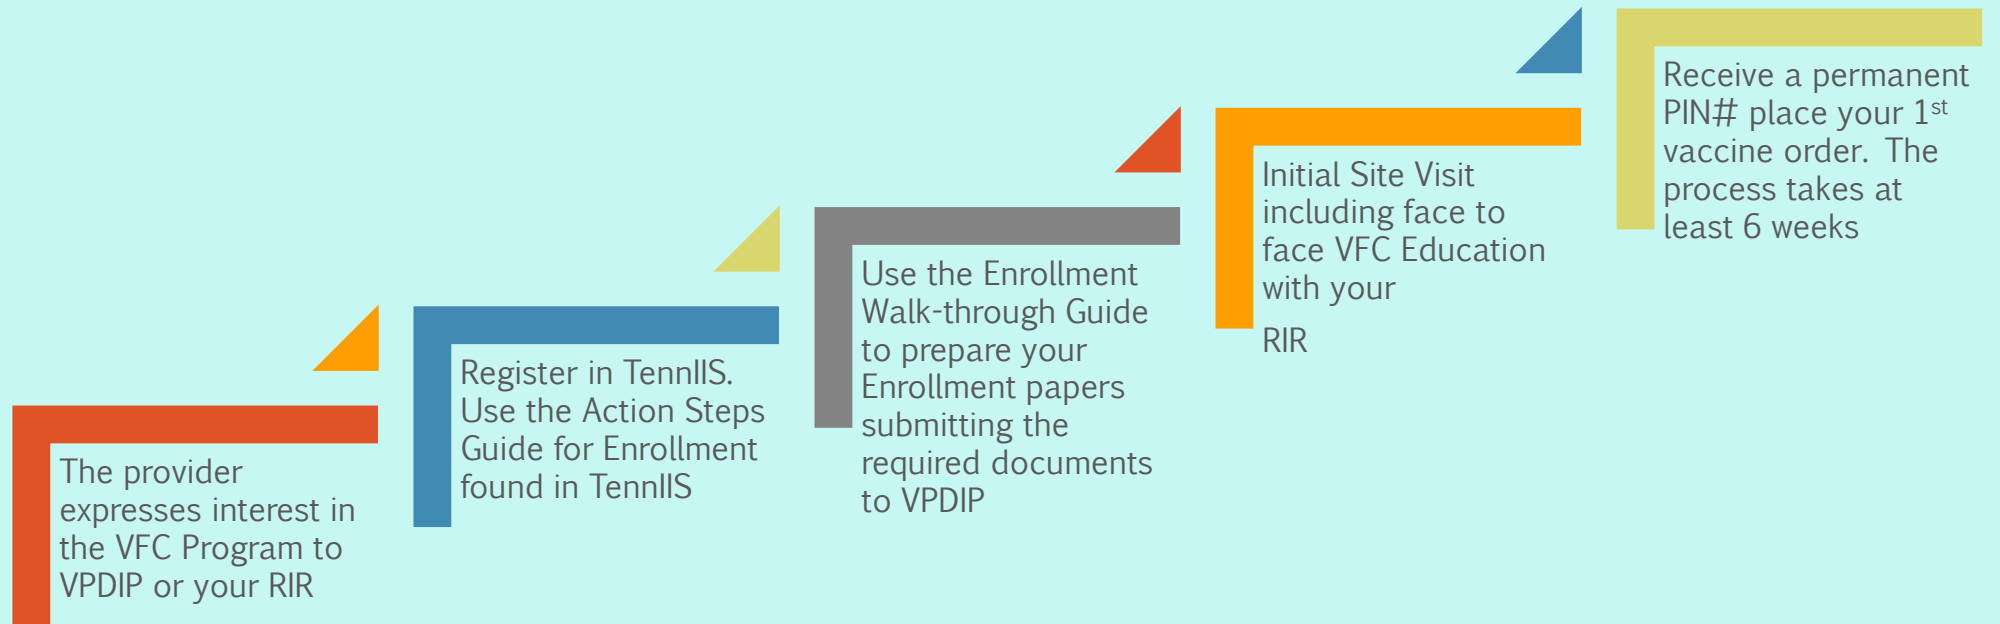 The provider
expresses interest in
the VFC Program to
VPDIP or your RIR
Register in TennIIS.
Use the Action Steps
Guide for Enrollment
found in TennIIS
Use the Enrollment
Walk-through Guide
to prepare your
Enrollment papers
submitting the
required documents
to VPDIP
Initial Site Visit
including face to
face VFC Education
with your
RIR
Receive a permanent
PIN# place your 1st
vaccine order. The
process takes at
least 6 weeks